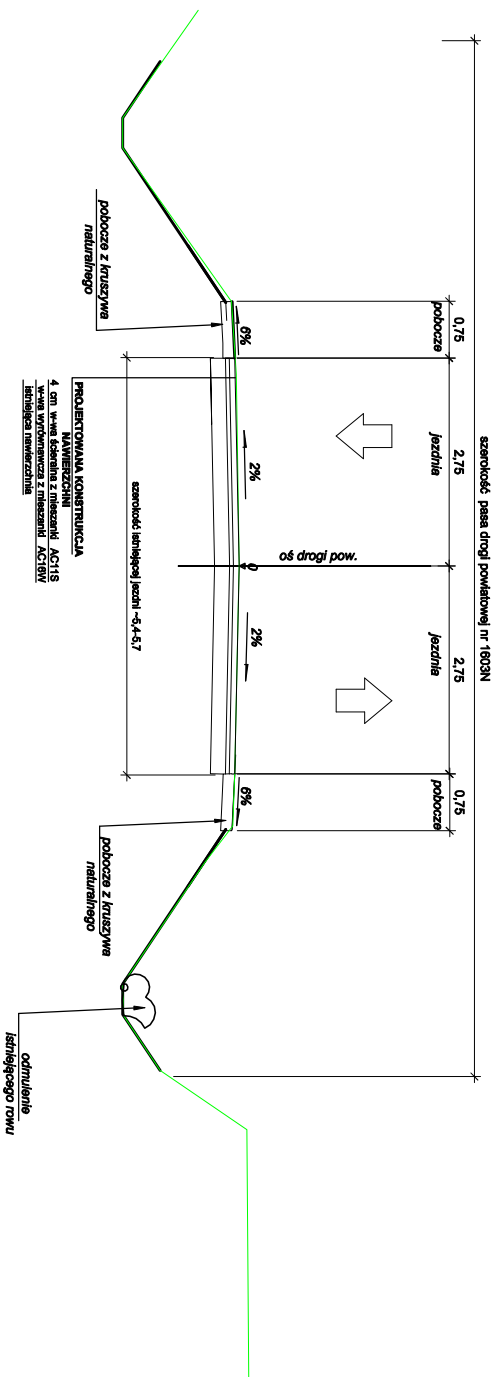 szerokość pasa drogi powiatowej nr 1603N
0,75
pobocze
2,75
jezdnia
2,75
jezdnia
0,75
pobocze
oś drogi pow.
6%
2%
0
2%
6%
szerokość istniejącej jezdni ~5,4-5,7
pobocze z kruszywa
naturalnego
PROJEKTOWANA KONSTRUKCJA
NAWIERZCHNI
4 cm w-wa ścieralna z mieszanki AC11S
w-wa wyrównawcza z mieszanki AC16W
istniejąca nawierzchnia
pobocze z kruszywa
naturalnego
odmulenie
istniejącego rowu